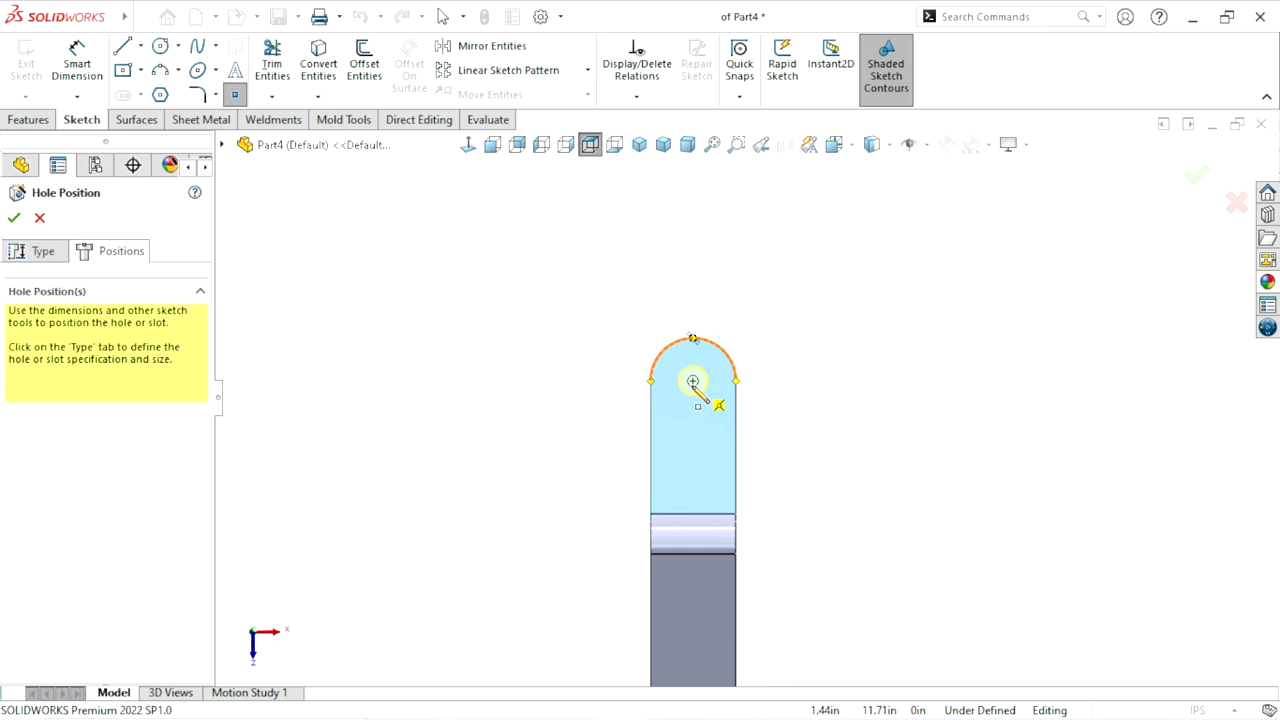 SOLIDWORKS
of Part4 *
Search Commands
Exit Sketch
Smart Dimension
Trim Entities
Convert Entities
Offset Entities
Offset On Surface
Mirror Entities
Linear Sketch Pattern
Move Entities
Display/Delete Relations
Repair Sketch
Quick Snaps
Rapid Sketch
Instant2D
Shaded Sketch Contours
Features
Sketch
Surfaces
Sheet Metal
Weldments
Mold Tools
Direct Editing
Evaluate
Part4 (Default) <<Default...
Hole Position
Type
Positions
Hole Position(s)
Use the dimensions and other sketch
tools to position the hole or slot.
Click on the 'Type' tab to define the
hole or slot specification and size.
X
Z
Model
3D Views
Motion Study 1
SOLIDWORKS Premium 2022 SP1.0
1.44in
11.71in
0in
Under Defined
Editing
IPS